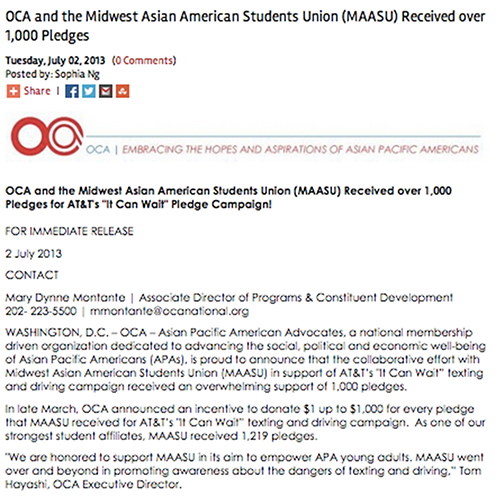 OCA and the Midwest Asian American Students Union (MAASU) Received over
1,000 Pledges
Tuesday, July 02, 2013 (0 Comments)
Posted by: Sophia Ng
Share |
OCA | EMBRACING THE HOPES AND ASPIRATIONS OF ASIAN PACIFIC AMERICANS
OCA and the Midwest Asian American Students Union (MAASU) Received over 1,000
Pledges for AT&T's "It Can Wait" Pledge Campaign!
FOR IMMEDIATE RELEASE
2 July 2013
CONTACT
Mary Dynne Montante | Associate Director of Programs & Constituent Development
202- 223-5500 | mmontante@ocanational.org
WASHINGTON, D.C. – OCA – Asian Pacific American Advocates, a national membership
driven organization dedicated to advancing the social, political and economic well-being
of Asian Pacific Americans (APAs), is proud to announce that the collaborative effort with
Midwest Asian American Students Union (MAASU) in support of AT&T's "It Can Wait" texting
and driving campaign received an overwhelming support of 1,000 pledges.
In late March, OCA announced an incentive to donate $1 up to $1,000 for every pledge
that MAASU received for AT&T's "It Can Wait" texting and driving campaign. As one of our
strongest student affiliates, MAASU received 1,219 pledges.
"We are honored to support MAASU in its aim to empower APA young adults. MAASU went
over and beyond in promoting awareness about the dangers of texting and driving," Tom
Hayashi, OCA Executive Director.